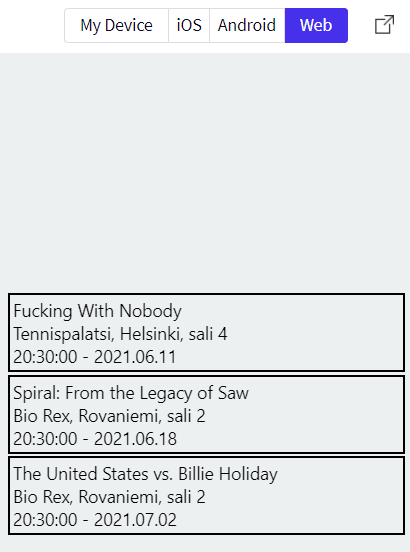 My Device iOS Android Web
Fucking With Nobody
Tennispalatsi, Helsinki, sali 4
20:30:00 - 2021.06.11
Spiral: From the Legacy of Saw
Bio Rex, Rovaniemi, sali 2
20:30:00 - 2021.06.18
The United States vs. Billie Holiday
Bio Rex, Rovaniemi, sali 2
20:30:00 - 2021.07.02